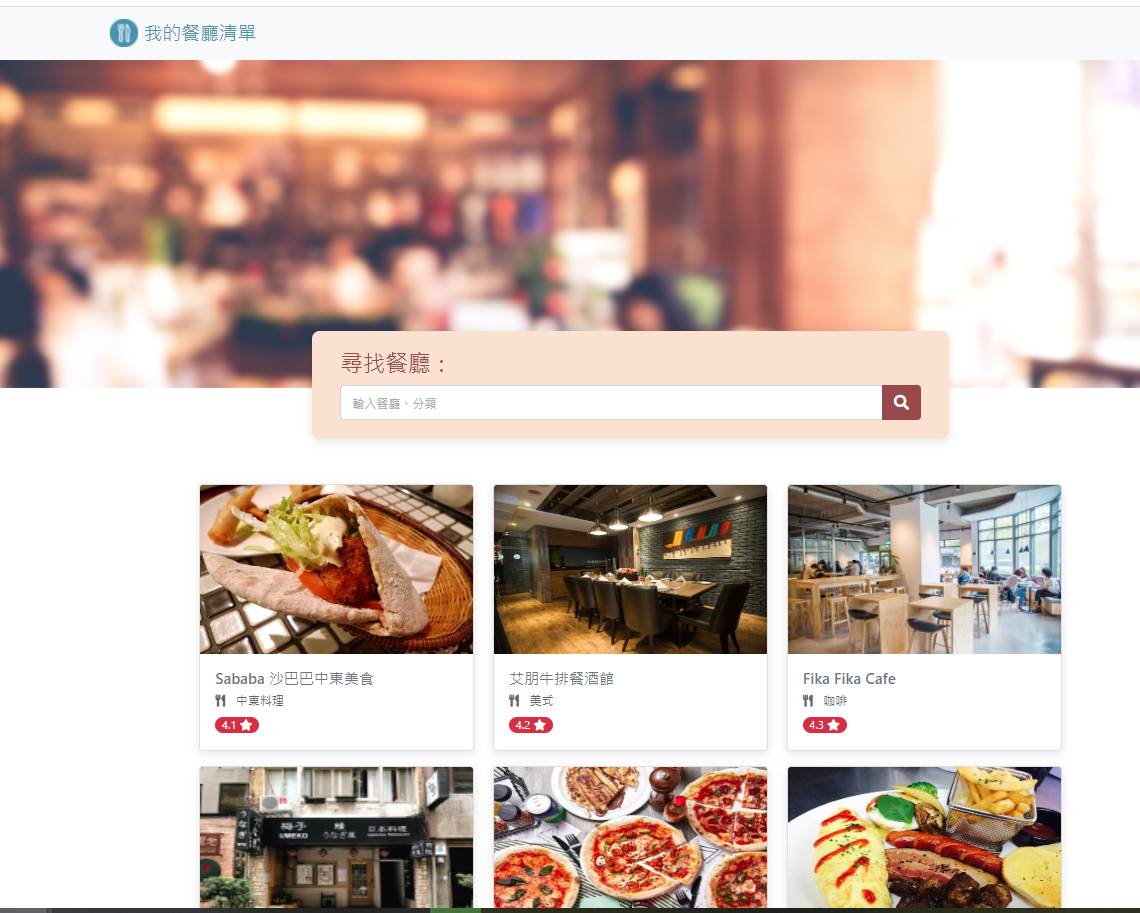 我的餐廳清單
尋找餐廳：
輸入餐廳、分類
Sababa 沙巴巴中東美食
中東料理
4.1
艾朋牛排餐酒館
美式
4.2
Fika Fika Cafe
咖啡
4.3
梅子 鰻 日本料理
UMEKO うなぎ屋